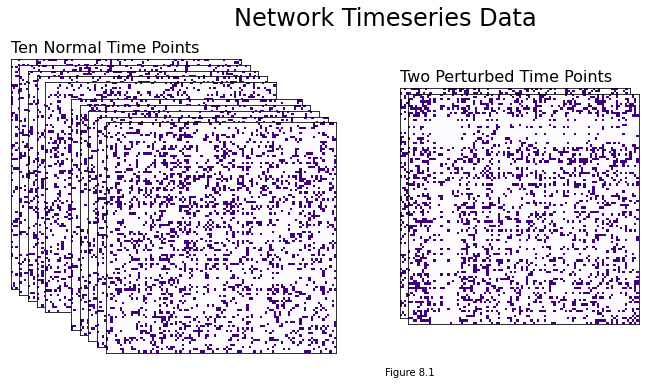 Network Timeseries Data
Ten Normal Time Points
Two Perturbed Time Points
Figure 8.1